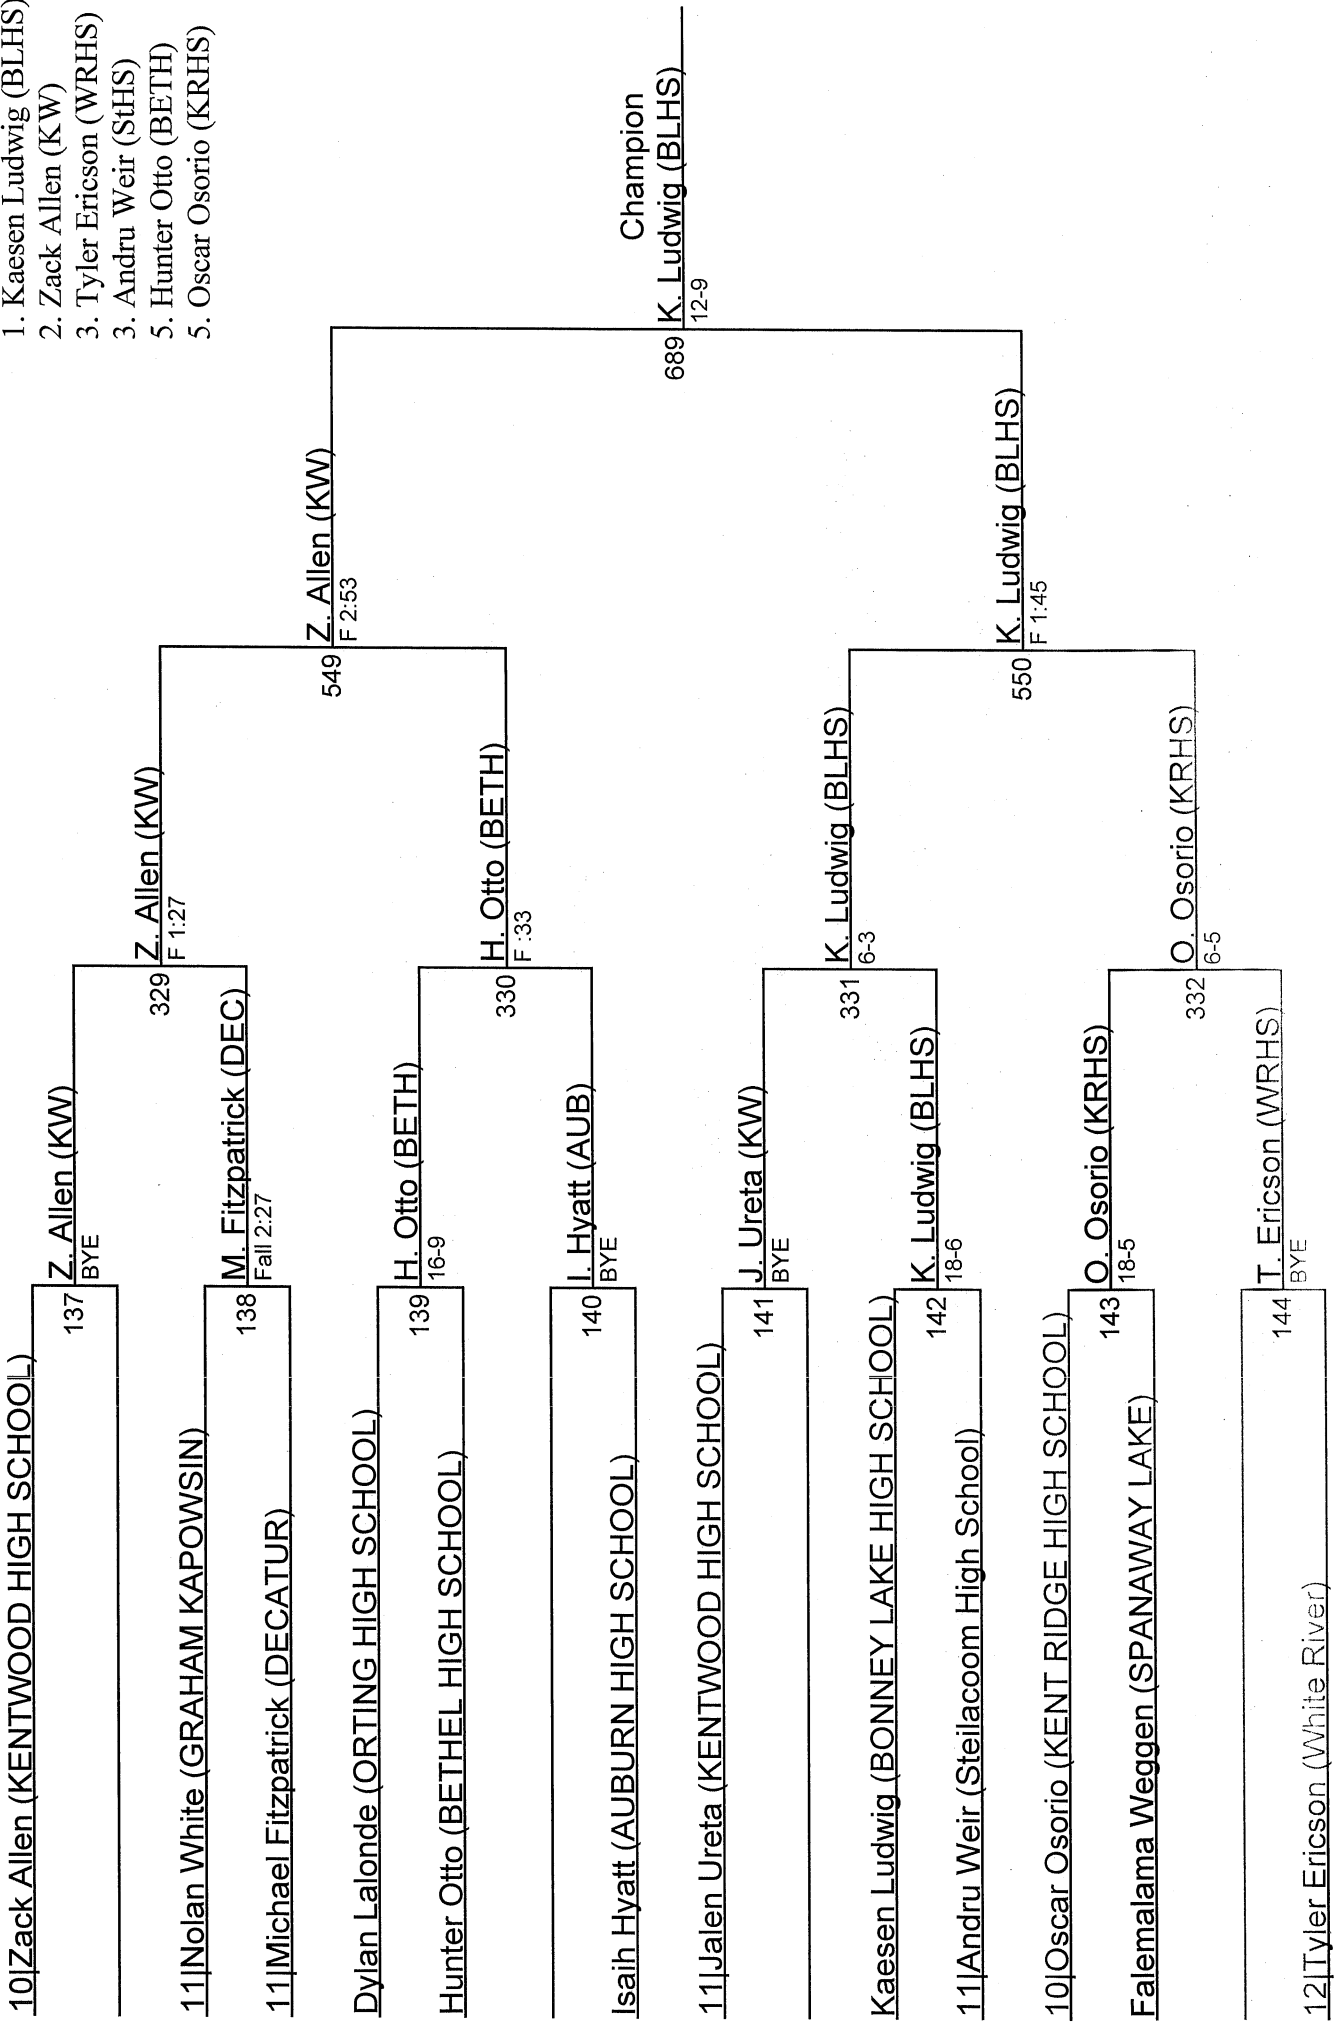 1. Kaesen Ludwig (BLHS)
2. Zack Allen (KW)
3. Tyler Ericson (WRHS)
3. Andru Weir (StHS)
5. Hunter Otto (BETH)
5. Oscar Osorio (KRHS)
10|Zack Allen (KENTWOOD HIGH SCHOOL)
137
Z. Allen (KW)
BYE
11|Nolan White (GRAHAM KAPOWSIN)
138
M. Fitzpatrick (DEC)
Fall 2:27
11|Michael Fitzpatrick (DECATUR)
329
Z. Allen (KW)
F 1:27
Dylan Lalonde (ORTING HIGH SCHOOL)
139
H. Otto (BETH)
16-9
Hunter Otto (BETHEL HIGH SCHOOL)
330
H. Otto (BETH)
F :33
140
I. Hyatt (AUB)
BYE
Isaih Hyatt (AUBURN HIGH SCHOOL)
549
Z. Allen (KW)
F 2:53
11|Jalen Ureta (KENTWOOD HIGH SCHOOL)
141
J. Ureta (KW)
BYE
331
K. Ludwig (BLHS)
6-3
Kaesen Ludwig (BONNEY LAKE HIGH SCHOOL)
142
K. Ludwig (BLHS)
18-6
11|Andru Weir (Steilacoom High School)
550
K. Ludwig (BLHS)
F 1:45
10|Oscar Osorio (KENT RIDGE HIGH SCHOOL)
143
O. Osorio (KRHS)
18-5
Falemalama Weggen (SPANAWAY LAKE)
332
O. Osorio (KRHS)
6-5
144
T. Ericson (WRHS)
BYE
12|Tyler Ericson (White River)
689
Champion
K. Ludwig (BLHS)
12-9